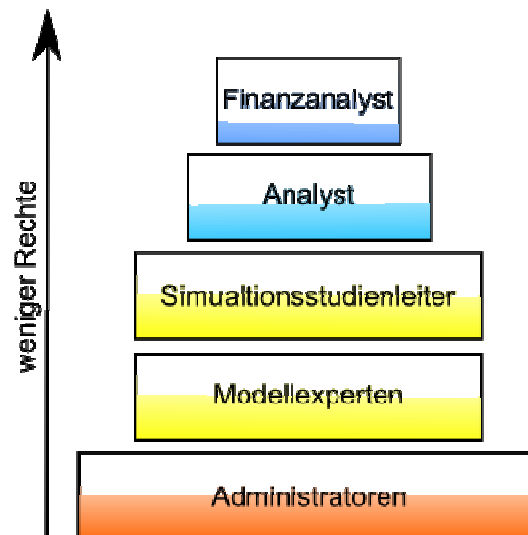 Finanzanalyst
Analyst
Simualtionsstudienleiter
Modellexperten
Administratoren
weniger Rechte